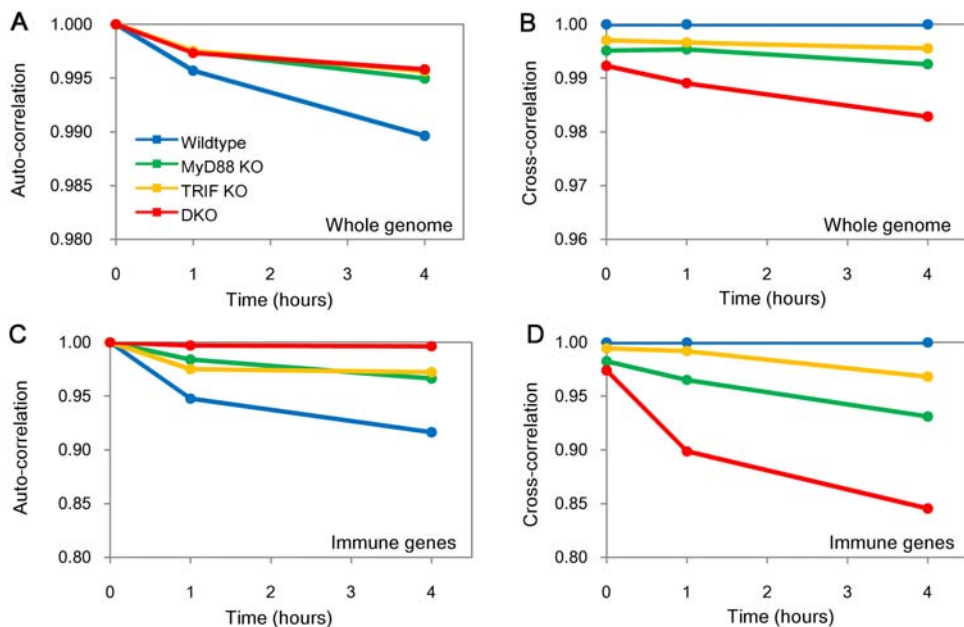 A
Auto-correlation
1.000
0.995
0.990
0.985
0.980
Wildtype
MyD88 KO
TRIF KO
DKO
Whole genome
0 1 2 3 4
Time (hours)
B
Cross-correlation
1.00
0.99
0.98
0.97
0.96
Whole genome
0 1 2 3 4
Time (hours)
C
Auto-correlation
1.00
0.95
0.90
0.85
0.80
Immune genes
0 1 2 3 4
Time (hours)
D
Cross-correlation
1.00
0.95
0.90
0.85
0.80
Immune genes
0 1 2 3 4
Time (hours)